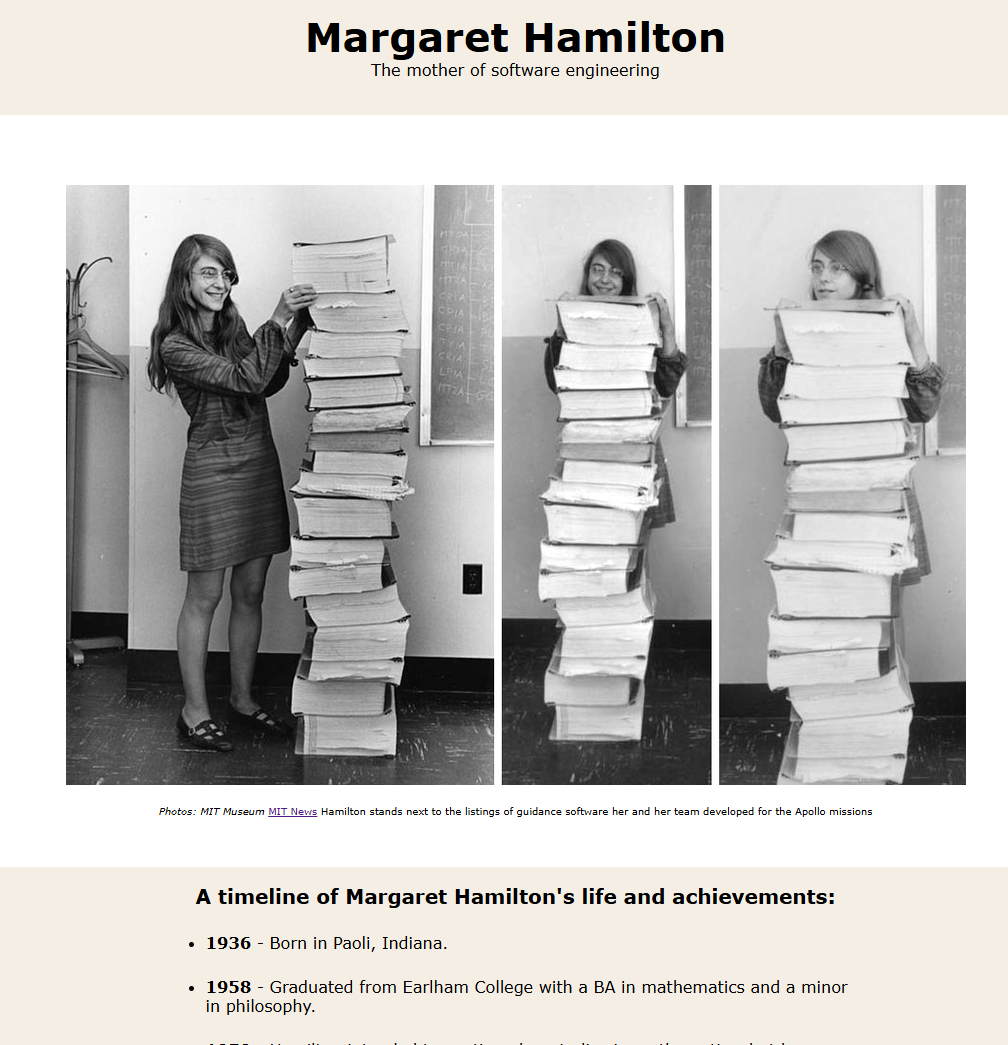 Margaret Hamilton
The mother of software engineering
Photos: MIT Museum MIT News Hamilton stands next to the listings of guidance software her and her team developed for the Apollo missions
A timeline of Margaret Hamilton's life and achievements:
• 1936 - Born in Paoli, Indiana.
• 1958 - Graduated from Earlham College with a BA in mathematics and a minor
in philosophy.